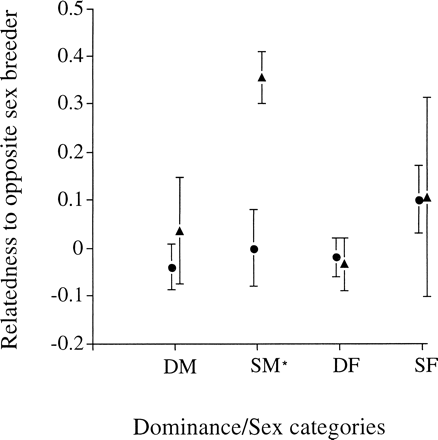 Relatedness to opposite sex breeder
0.5
0.4
0.3
0.2
0.1
0
-0.1
-0.2
DM
SM*
DF
SF
Dominance/Sex categories